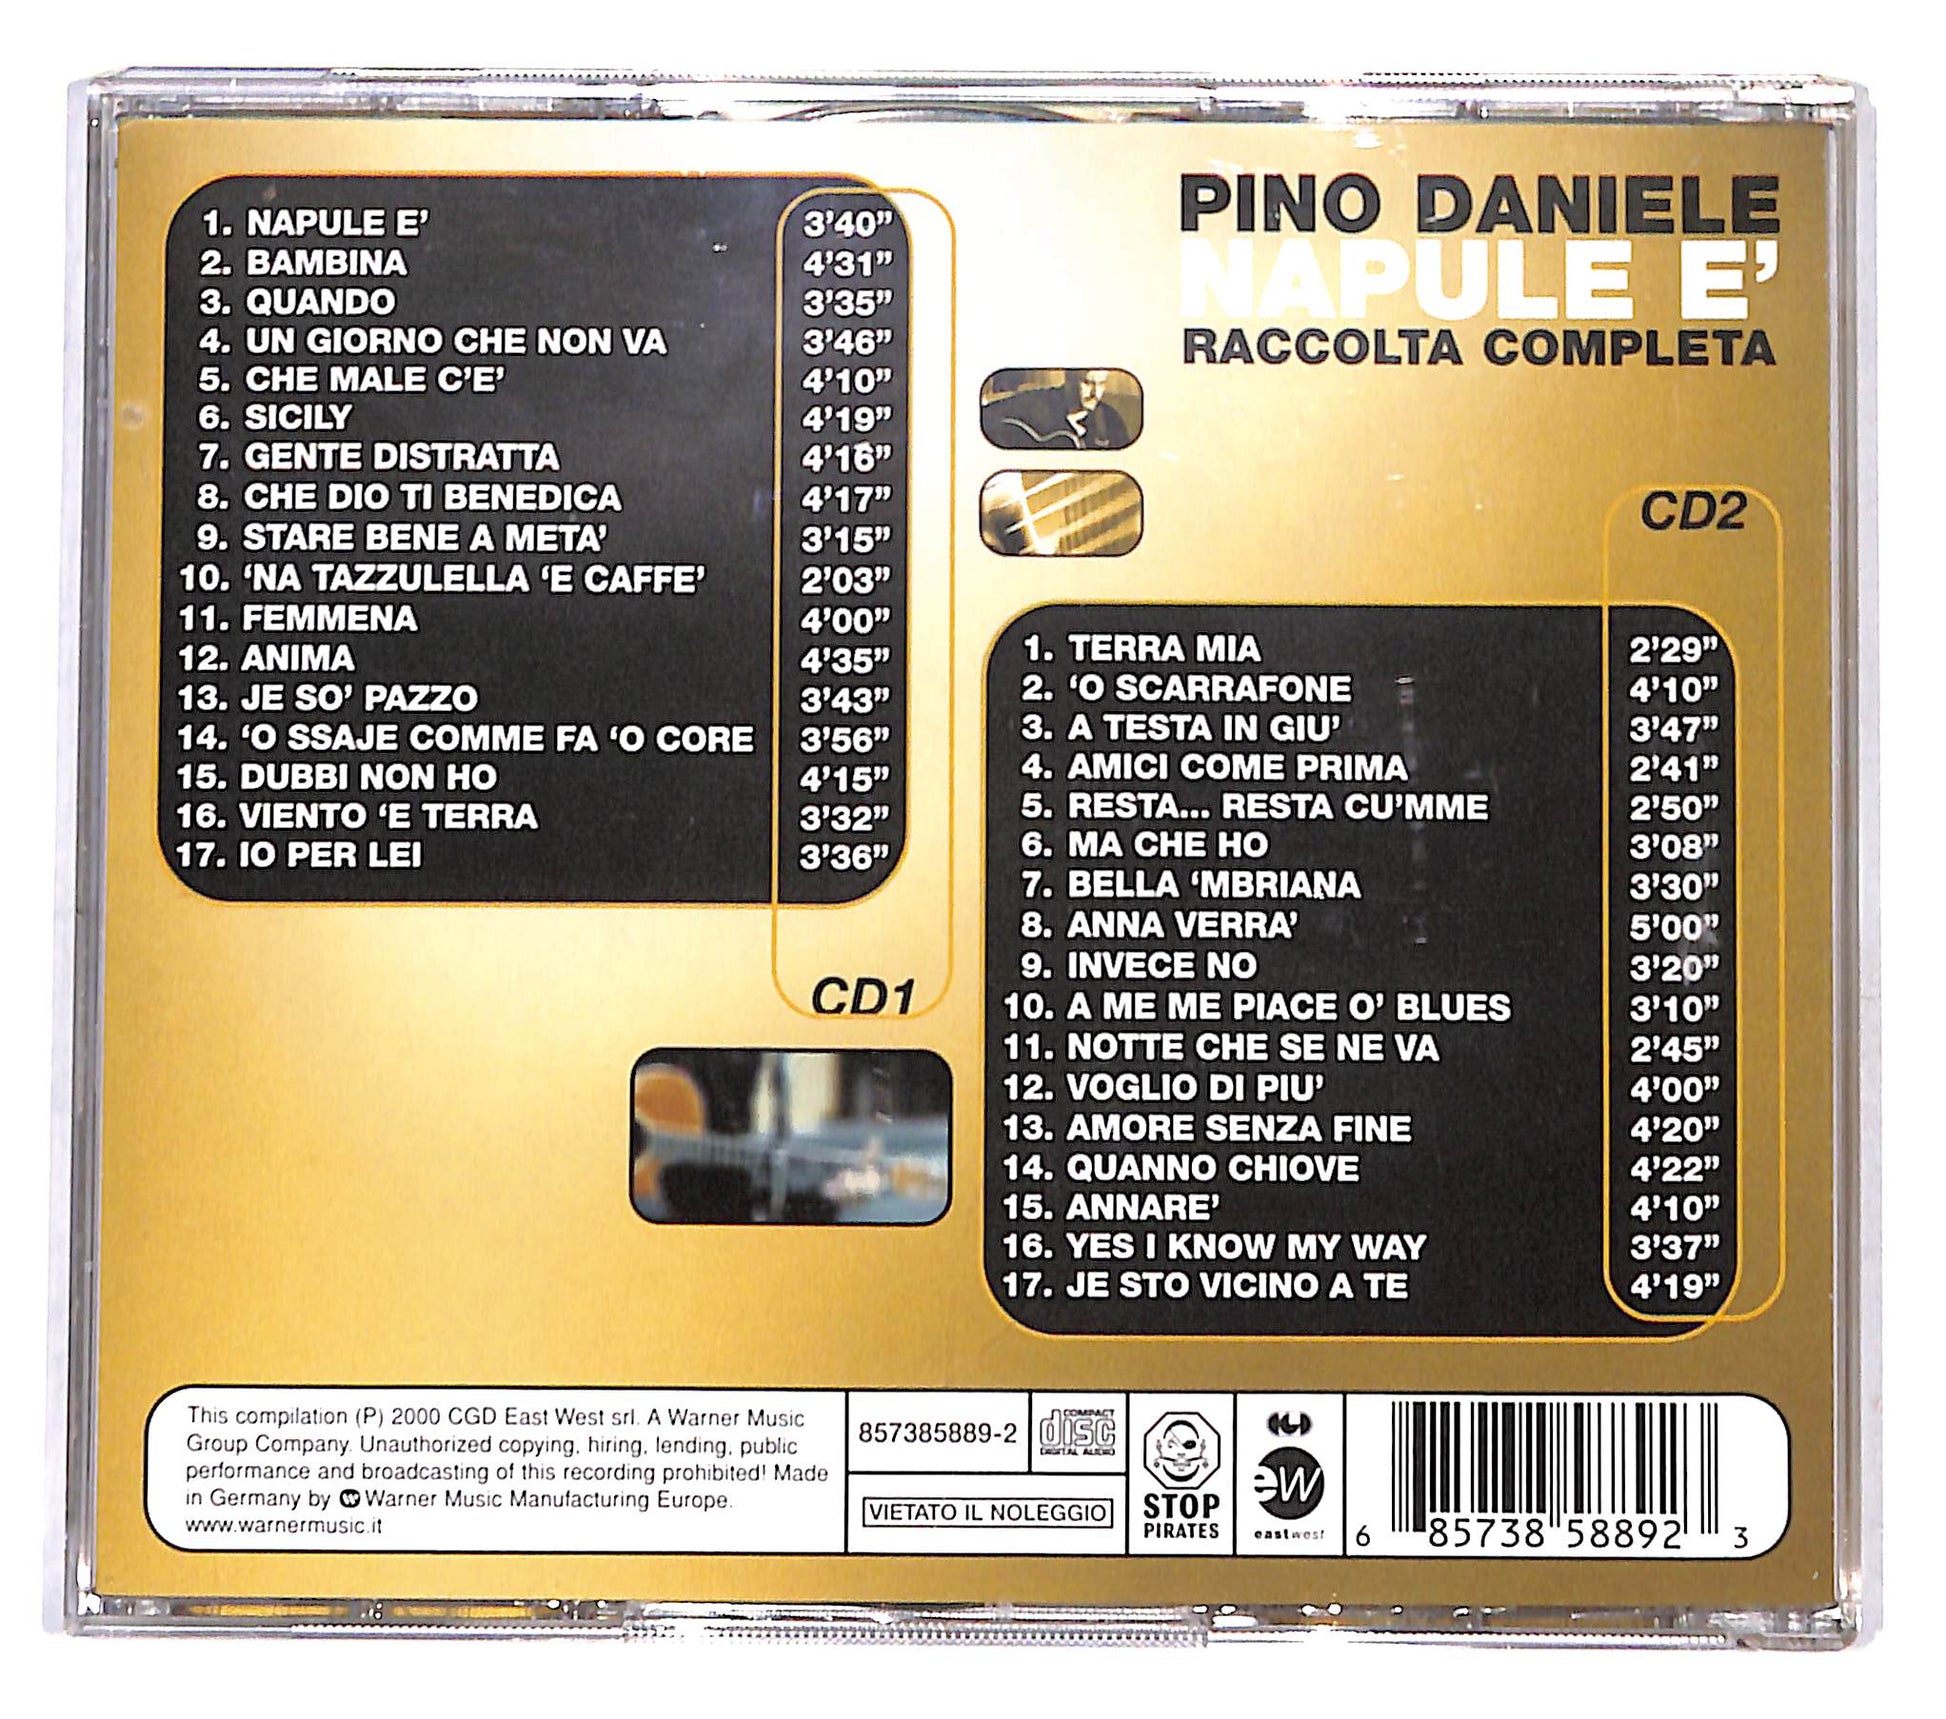 PINO DANIELE
NAPULE E’
RACCOLTA COMPLETA
1. NAPULE E’ 3’40”
2. BAMBINA 4’31”
3. QUANDO 3’35”
4. UN GIORNO CHE NON VA 3’46”
5. CHE MALE C’E’ 4’10”
6. SICILY 4’19”
7. GENTE DISTRATTA 4’16”
8. CHE DIO TI BENEDICA 4’17”
9. STARE BENE A META’ 3’15”
10. ‘NA TAZZULELLA ‘E CAFFE’ 2’03”
11. FEMMENA 4’00”
12. ANIMA 4’35”
13. JE SO’ PAZZO 3’43”
14. ‘O SSAJE COMME FA ‘O CORE 3’56”
15. DUBBI NON HO 4’15”
16. VIENTO ‘E TERRA 3’32”
17. IO PER LEI 3’36”
CD1
CD2
1. TERRA MIA 2’29”
2. ‘O SCARRAFONE 4’10”
3. A TESTA IN GIU’ 3’47”
4. AMICI COME PRIMA 2’41”
5. RESTA... RESTA CU’MME 2’50”
6. MA CHE HO 3’08”
7. BELLA ‘MBRIANA 3’30”
8. ANNA VERRA’ 5’00”
9. INVECE NO 3’20”
10. A ME ME PIACE O’ BLUES 3’10”
11. NOTTE CHE SE NE VA 2’45”
12. VOGLIO DI PIU’ 4’00”
13. AMORE SENZA FINE 4’20”
14. QUANNO CHIOVE 4’22”
15. ANNARE’ 4’10”
16. YES I KNOW MY WAY 3’37”
17. JE STO VICINO A TE 4’19”
This compilation (P) 2000 CGD East West srl. A Warner Music
Group Company. Unauthorized copying, hiring, lending, public
performance and broadcasting of this recording prohibited! Made
in Germany by Warner Music Manufacturing Europe.
www.warnermusic.it
857385889-2
COMPACT
disc
DIGITAL AUDIO
VIETATO IL NOLEGGIO
STOP
PIRATES
ew
eastwest
6 85738 58892 3